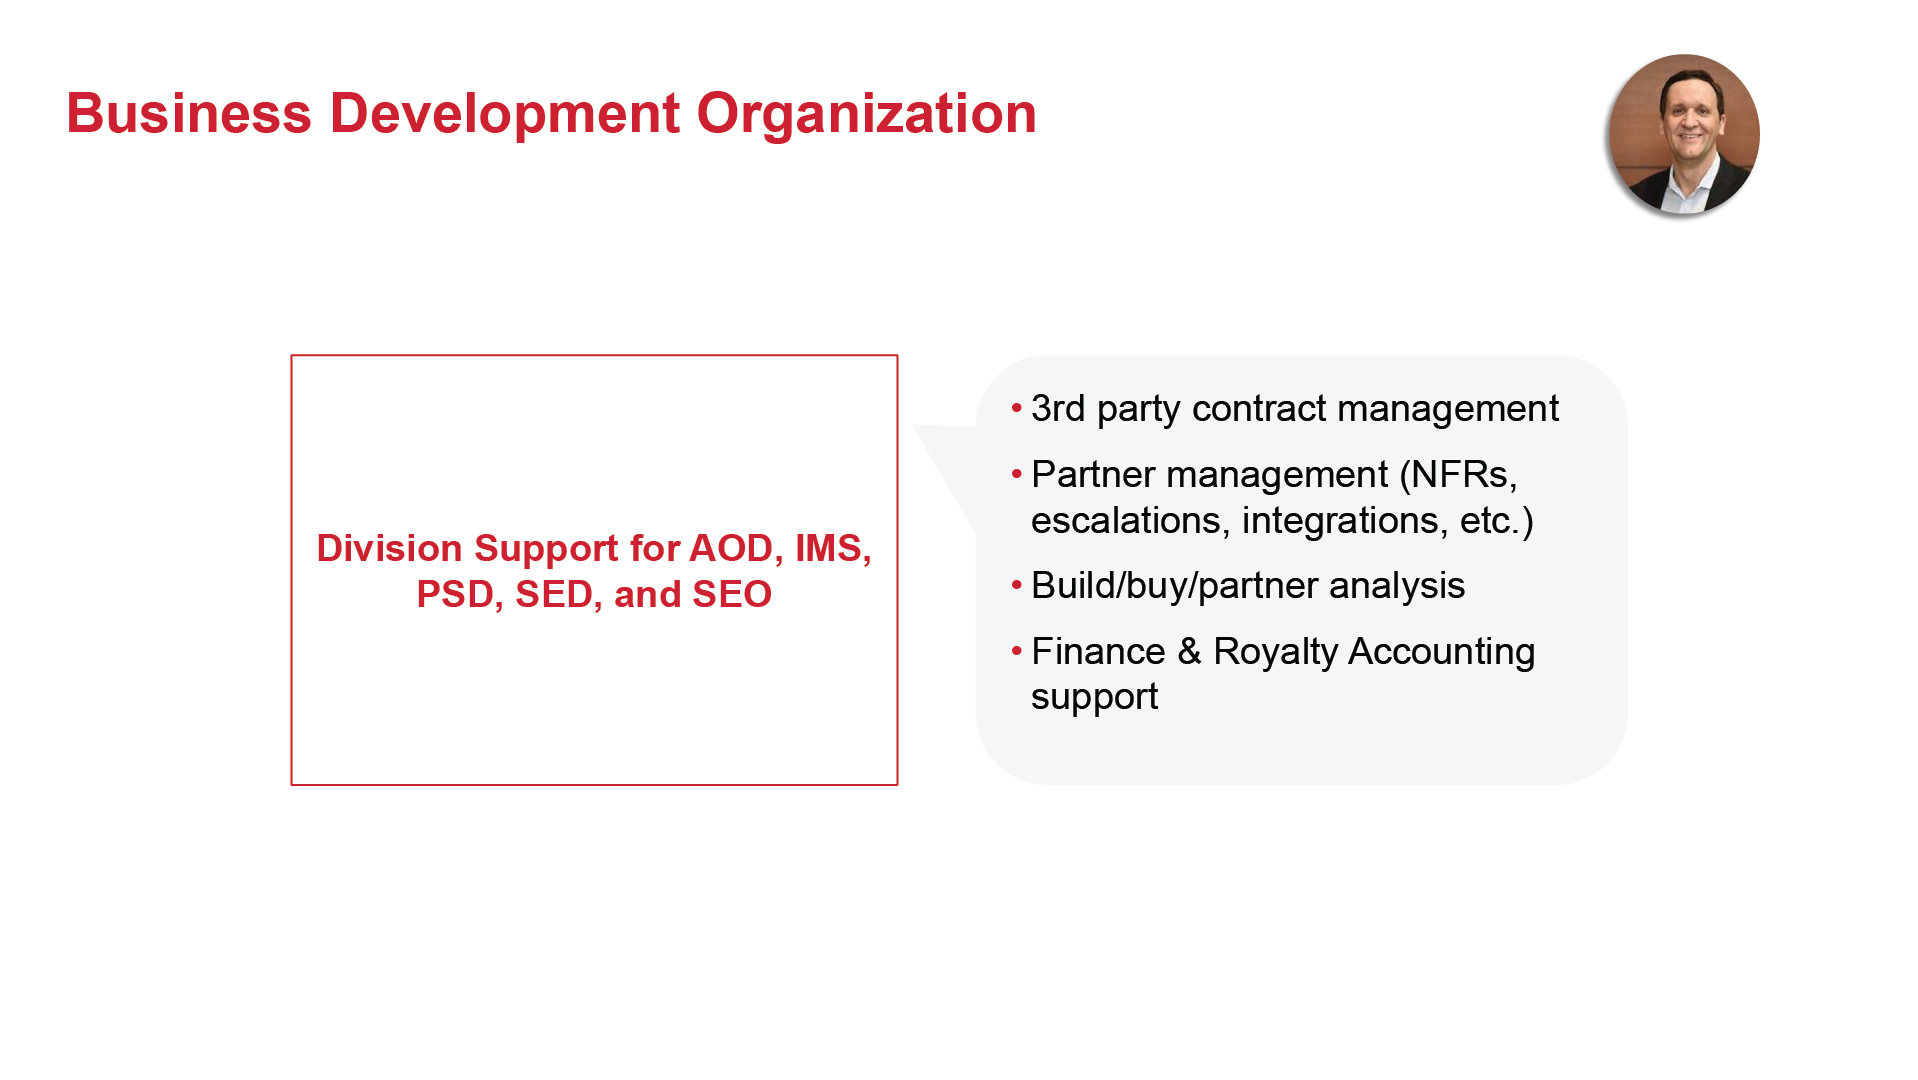 Business Development Organization
Division Support for AOD, IMS,
PSD, SED, and SEO
• 3rd party contract management
• Partner management (NFRs,
escalations, integrations, etc.)
• Build/buy/partner analysis
• Finance & Royalty Accounting
support